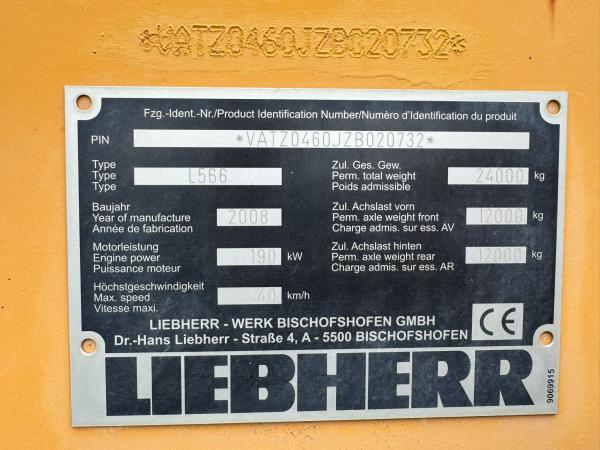 *VATZ0460JZB020732*
Fzg.-Ident.-Nr./Product Identification Number/Numèro d'Identification du produit
PIN *VATZ0460JZB020732*
Type
Type L566
Type
Zul. Ges. Gew.
Perm. total weight 24000 kg
Poids admissible
Baujahr
Year of manufacture 2008
Année de fabrication
Zul. Achslast vorn
Perm. axle weight front 12000 kg
Charge admis. sur ess. AV
Motorleistung
Engine power 190 kW
Puissance moteur
Zul. Achslast hinten
Perm. axle weight rear 12000 kg
Charge admis. sur ess. AR
Höchstgeschwindigkeit
Max. speed 40 km/h
Vitesse maxi.
LIEBHERR - WERK BISCHOFSHOFEN GMBH
Dr.-Hans Liebherr - Straße 4, A - 5500 BISCHOFSHOFEN
CE
LIEBHERR
9069915